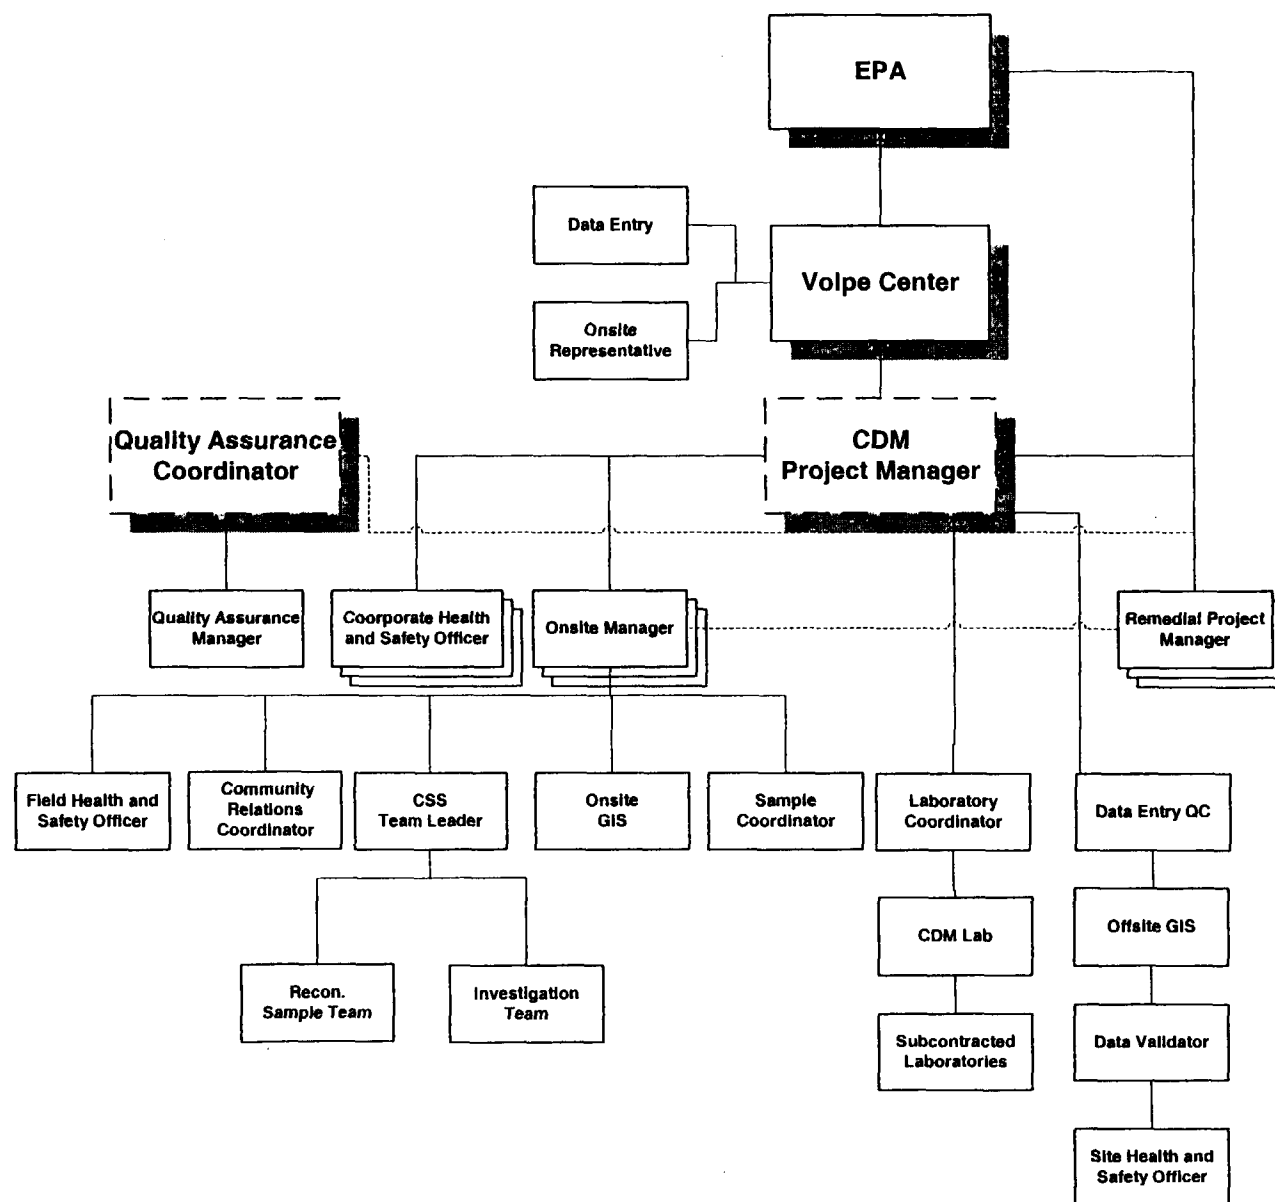 EPA
Data Entry
Volpe Center
Onsite
Representative
Quality Assurance
Coordinator
CDM
Project Manager
Quality Assurance
Manager
Coorporate Health
and Safety Officer
Onsite Manager
Remedial Project
Manager
Field Health and
Safety Officer
Community
Relations
Coordinator
CSS
Team Leader
Onsite
GIS
Sample
Coordinator
Laboratory
Coordinator
Data Entry QC
CDM Lab
Offsite GIS
Recon.
Sample Team
Investigation
Team
Subcontracted
Laboratories
Data Validator
Site Health and
Safety Officer